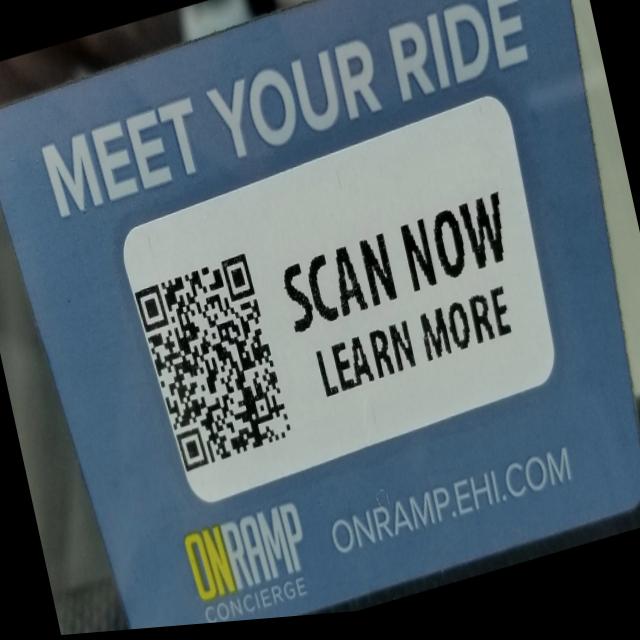 MEET YOUR RIDE
SCAN NOW
LEARN MORE
ONRAMP
CONCIERGE
ONRAMP.EHI.COM